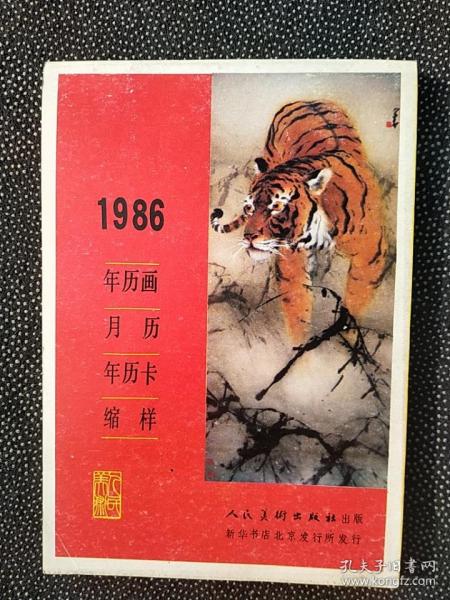 1986
年历画
月历
年历卡
缩样
人民美术出版社出版
新华书店北京发行所发行
孔夫子旧书网
www.kongfz.com